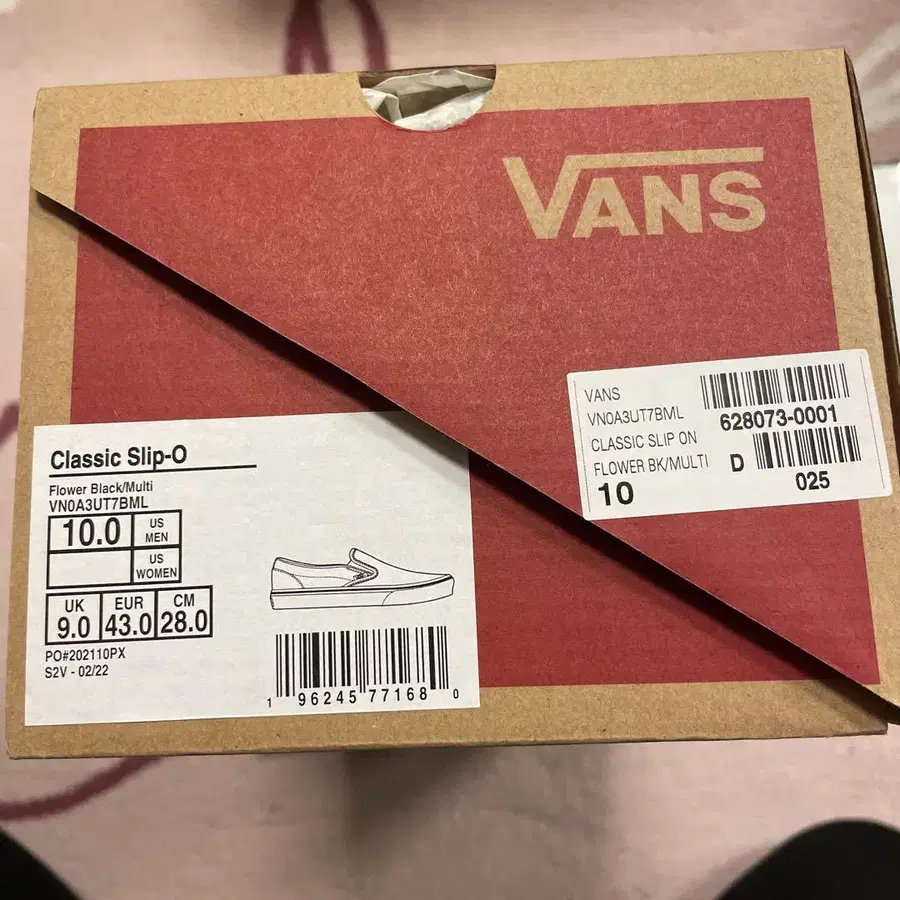 VANS
VANS
VN0A3UT7BML
CLASSIC SLIP ON
FLOWER BK/MULTI
10
628073-0001
D
025
Classic Slip-O
Flower Black/Multi
VN0A3UT7BML
10.0 US MEN
US WOMEN
UK EUR CM
9.0 43.0 28.0
PO#202110PX
S2V - 02/22
1 96245 77168 0